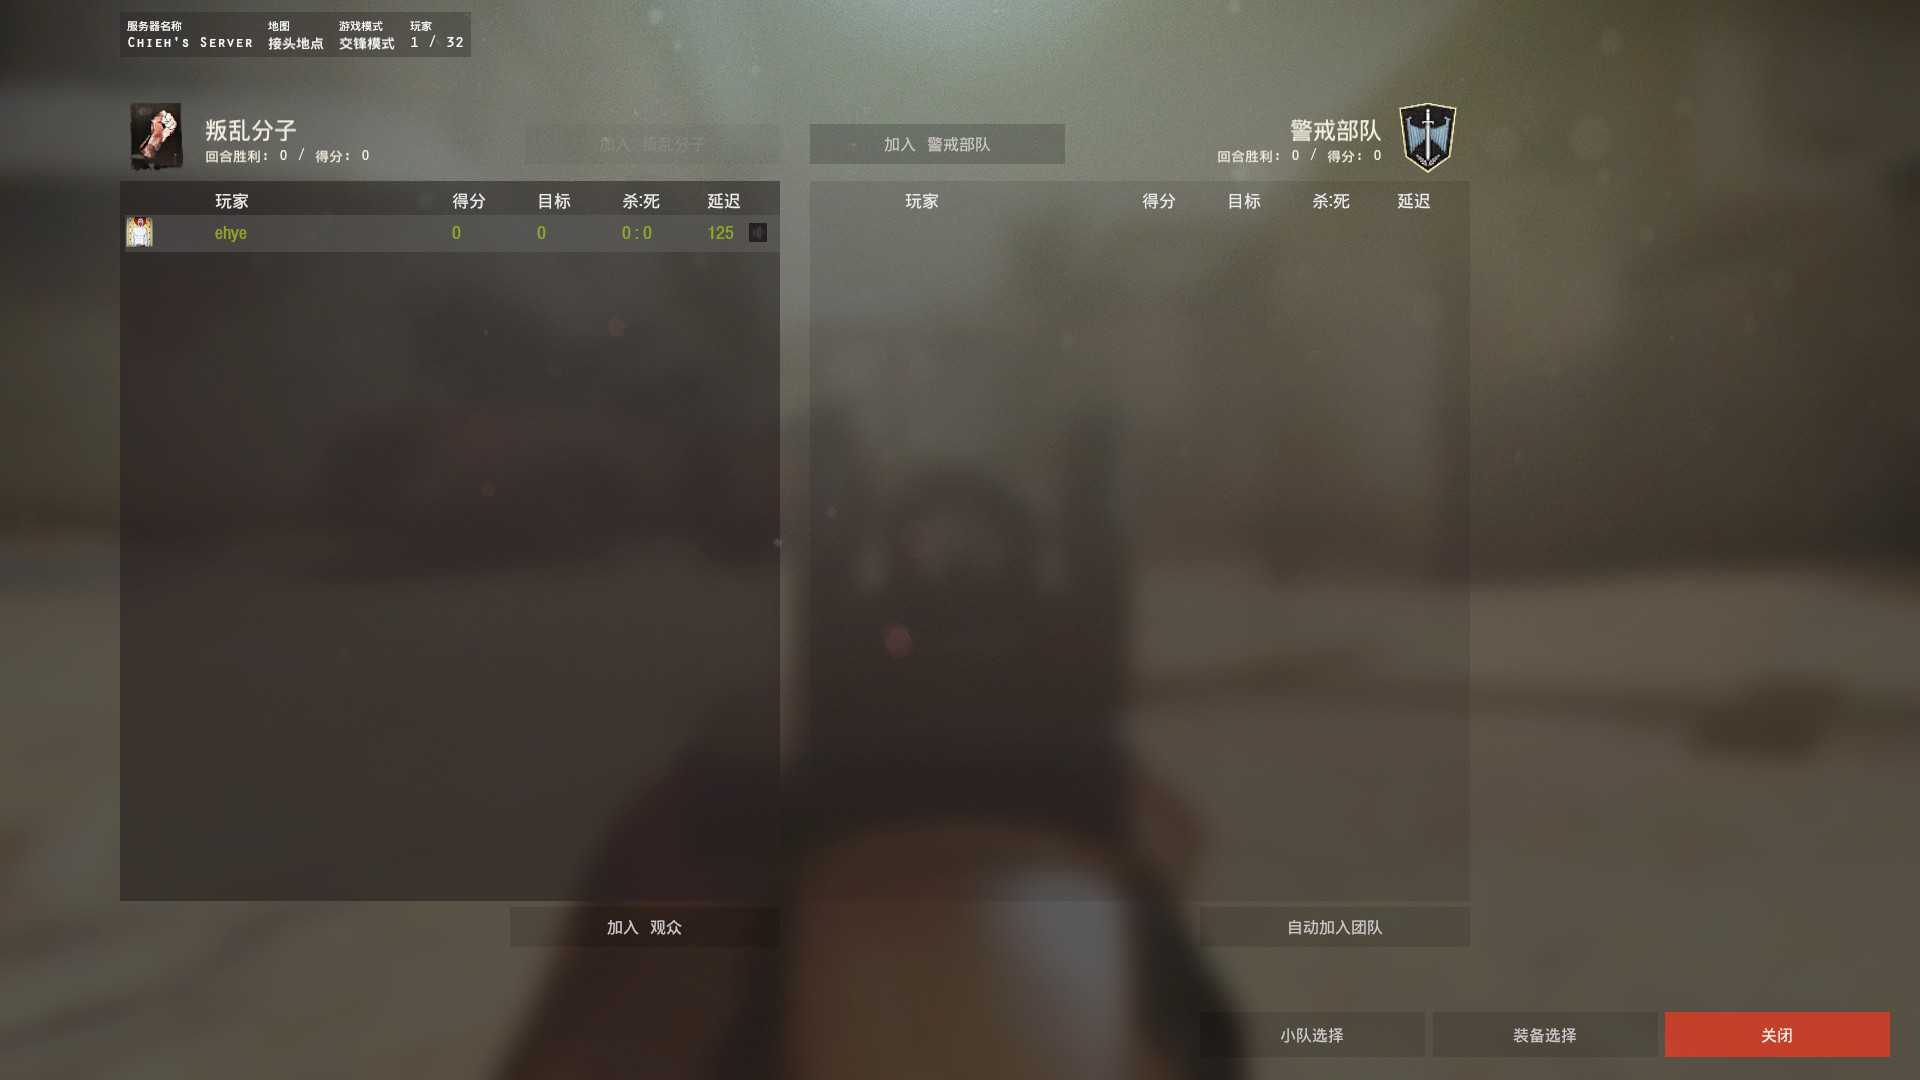 服务器名称 地图 游戏模式 玩家
Chieh's Server 接头地点 交锋模式 1 / 32
叛乱分子
回合胜利: 0 / 得分: 0
加入 叛乱分子
加入 警戒部队
警戒部队
回合胜利: 0 / 得分: 0
玩家 得分 目标 杀:死 延迟
ehye 0 0 0 : 0 125
玩家 得分 目标 杀:死 延迟
加入 观众
自动加入团队
小队选择
装备选择
关闭